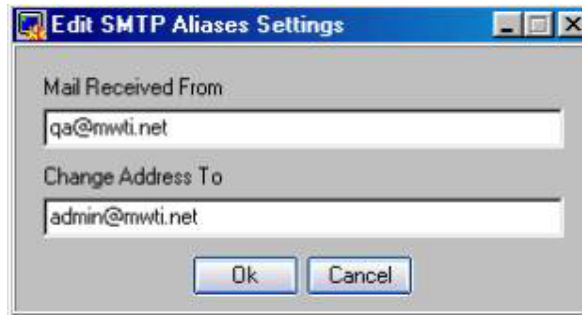 Edit SMTP Aliases Settings
Mail Received From
qa@mwti.net
Change Address To
admin@mwti.net
Ok Cancel